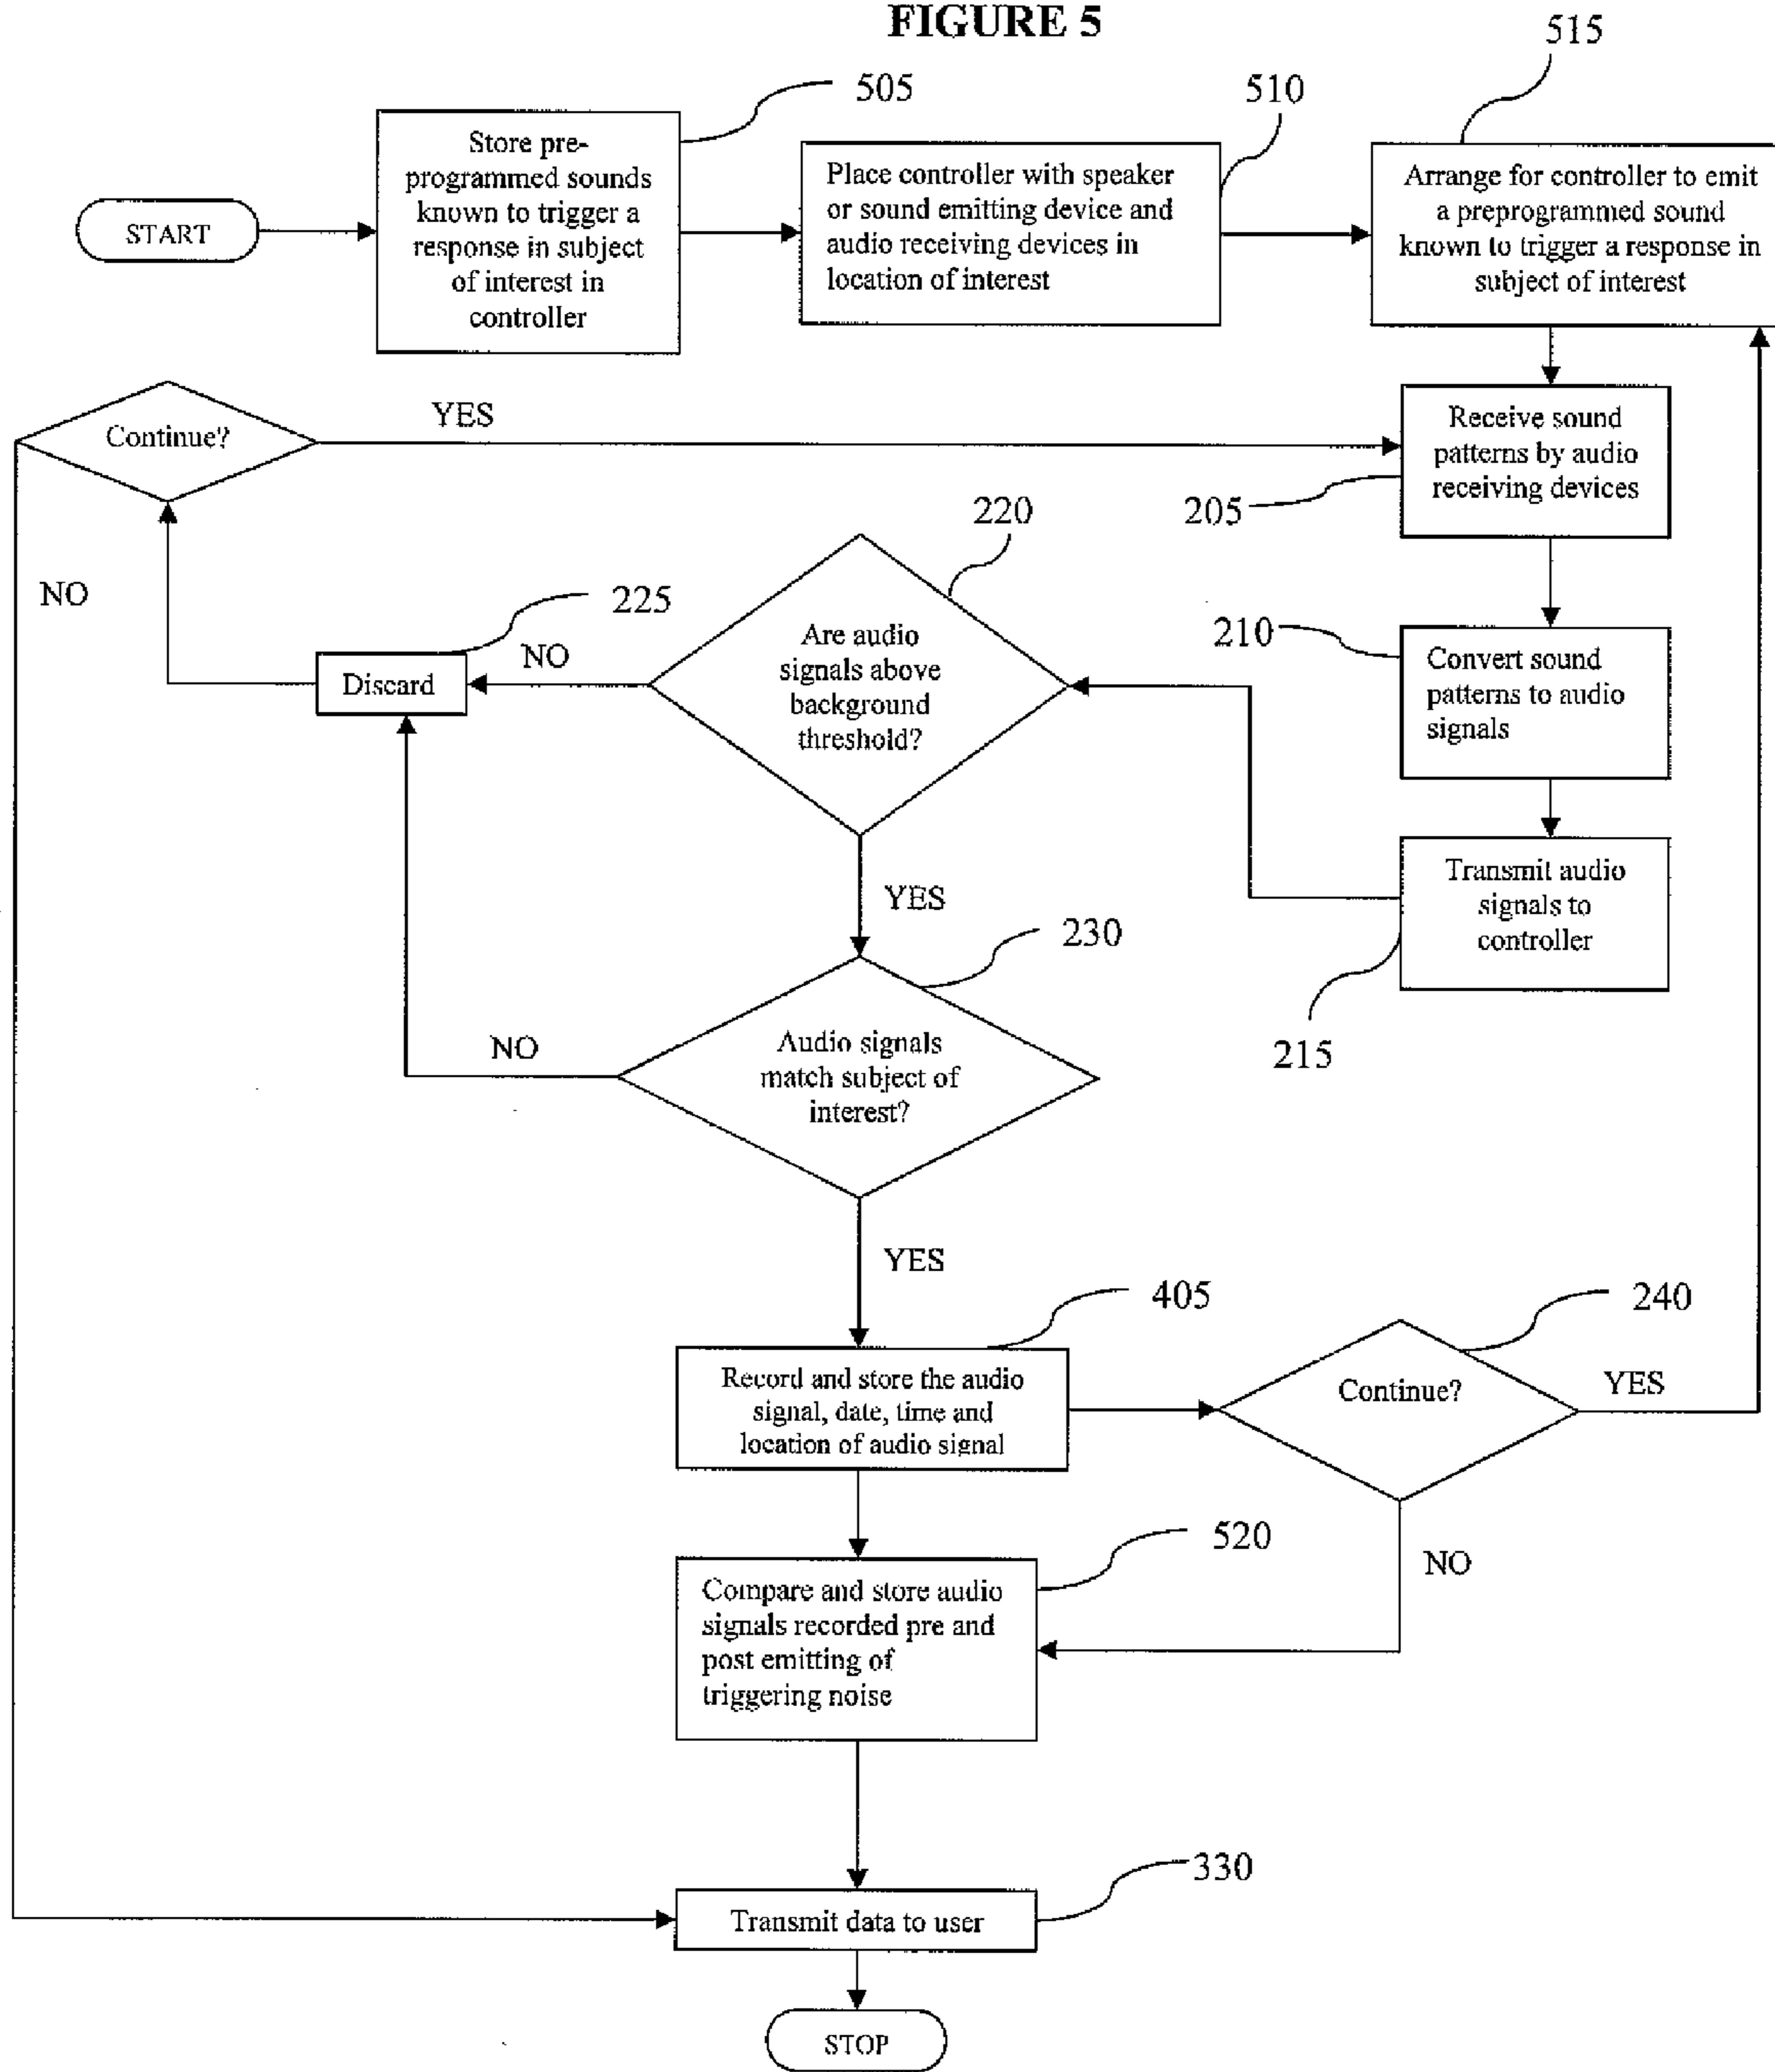 FIGURE 5
515
505
510
START
Store pre-
programmed sounds
known to trigger a
response in subject
of interest in
controller
Place controller with speaker
or sound emitting device and
audio receiving devices in
location of interest
Arrange for controller to emit
a preprogrammed sound
known to trigger a response in
subject of interest
Continue?
YES
NO
Receive sound
patterns by audio
receiving devices
205
220
Are audio
signals above
background
threshold?
NO
225
Discard
210
Convert sound
patterns to audio
signals
Transmit audio
signals to
controller
215
YES
230
Audio signals
match subject of
interest?
NO
YES
405
Record and store the audio
signal, date, time and
location of audio signal
240
Continue?
YES
NO
520
Compare and store audio
signals recorded pre and
post emitting of
triggering noise
330
Transmit data to user
STOP